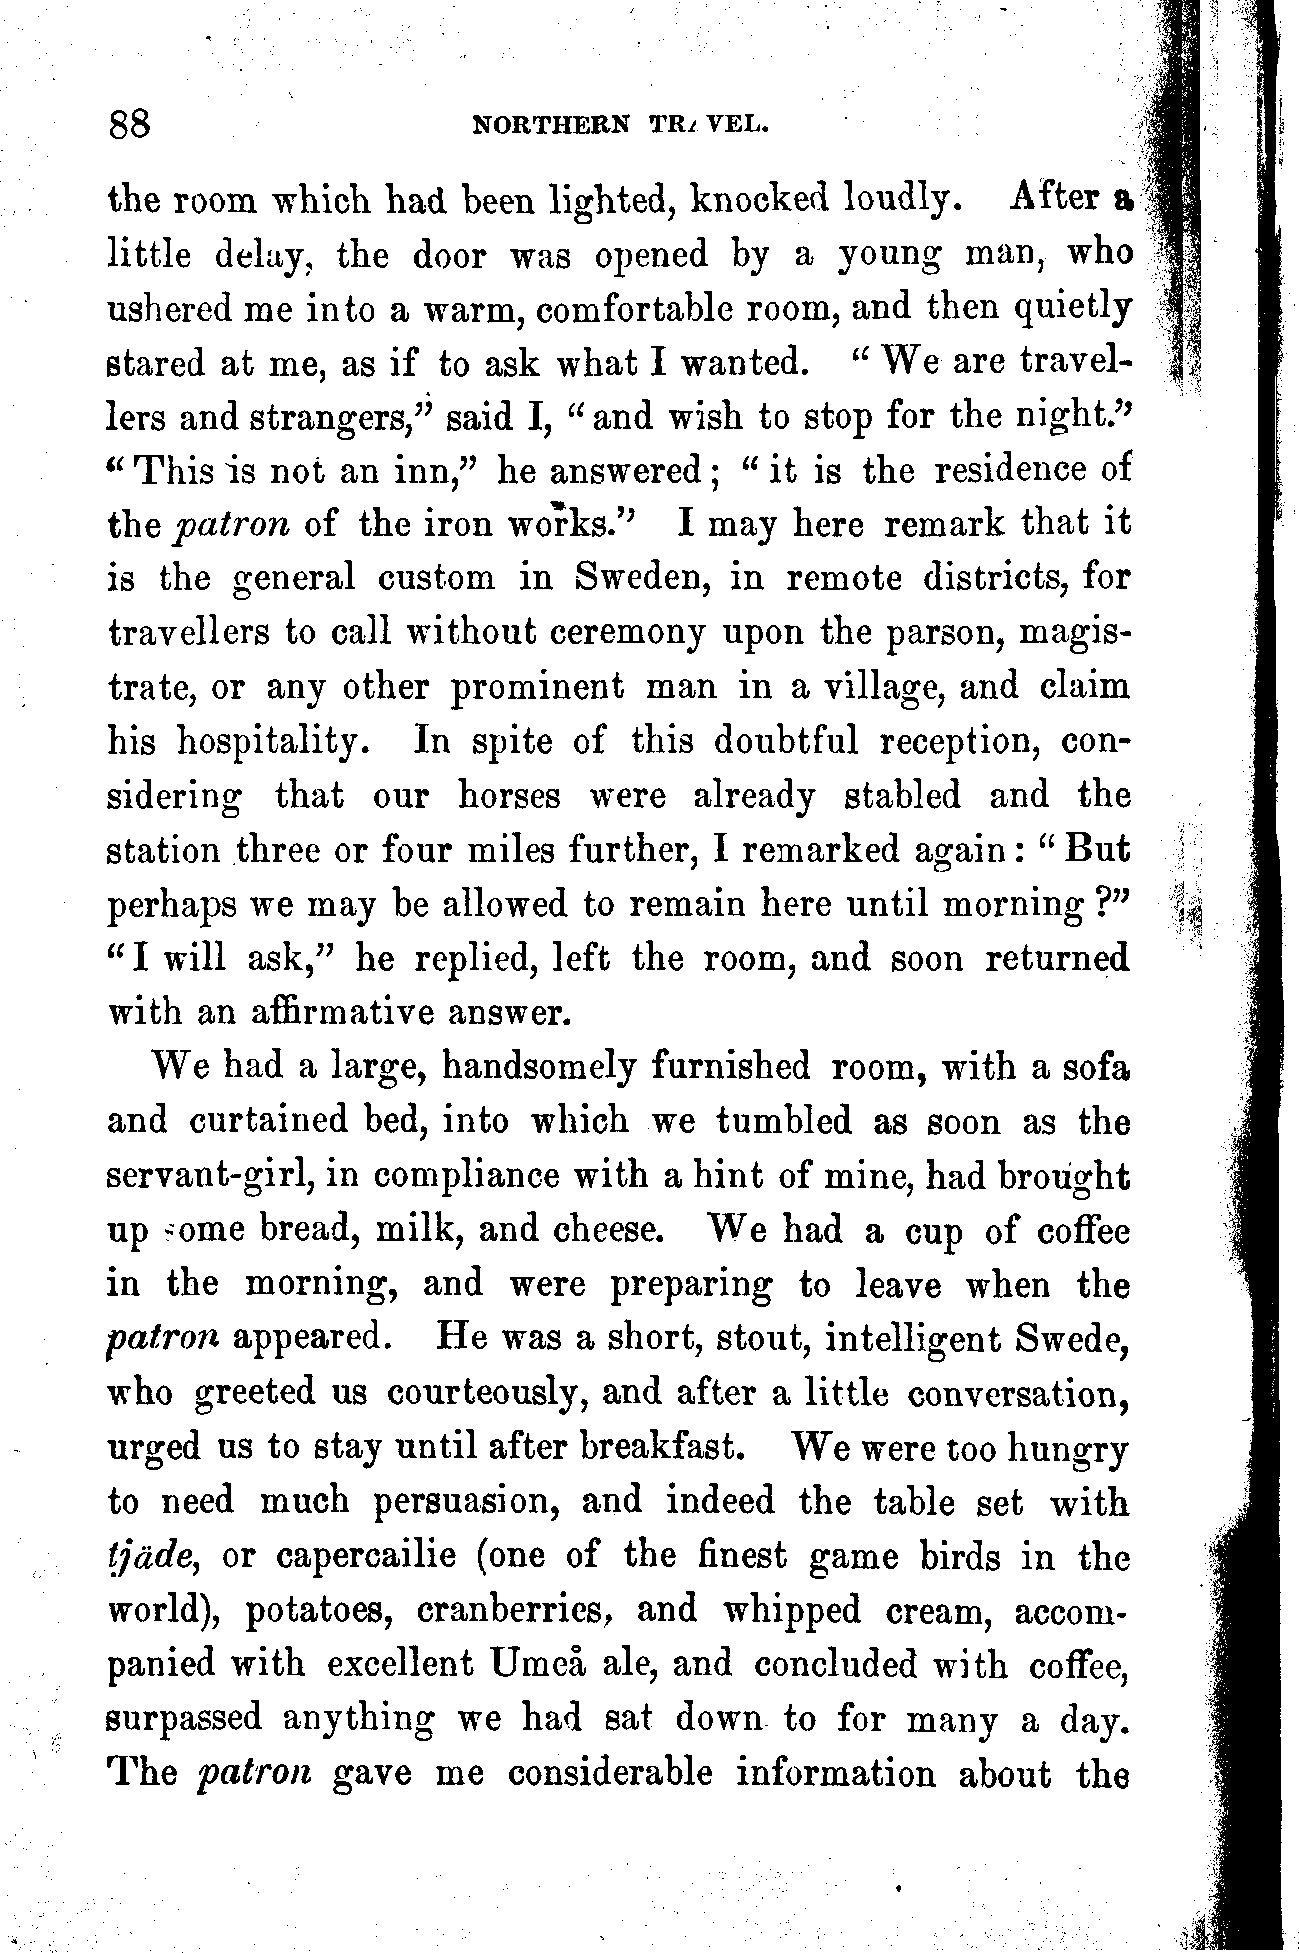 88 NORTHERN TRAVEL.
the room which had been lighted, knocked loudly. After a
little delay, the door was opened by a young man, who
ushered me into a warm, comfortable room, and then quietly
stared at me, as if to ask what I wanted. “ We are travel-
lers and strangers,” said I, “ and wish to stop for the night.”
“ This is not an inn,” he answered ; “ it is the residence of
the patron of the iron works.” I may here remark that it
is the general custom in Sweden, in remote districts, for
travellers to call without ceremony upon the parson, magis-
trate, or any other prominent man in a village, and claim
his hospitality. In spite of this doubtful reception, con-
sidering that our horses were already stabled and the
station three or four miles further, I remarked again : “ But
perhaps we may be allowed to remain here until morning ?”
“ I will ask,” he replied, left the room, and soon returned
with an affirmative answer.
We had a large, handsomely furnished room, with a sofa
and curtained bed, into which we tumbled as soon as the
servant-girl, in compliance with a hint of mine, had brought
up some bread, milk, and cheese. We had a cup of coffee
in the morning, and were preparing to leave when the
patron appeared. He was a short, stout, intelligent Swede,
who greeted us courteously, and after a little conversation,
urged us to stay until after breakfast. We were too hungry
to need much persuasion, and indeed the table set with
tjäde, or capercailie (one of the finest game birds in the
world), potatoes, cranberries, and whipped cream, accom-
panied with excellent Umeå ale, and concluded with coffee,
surpassed anything we had sat down to for many a day.
The patron gave me considerable information about the